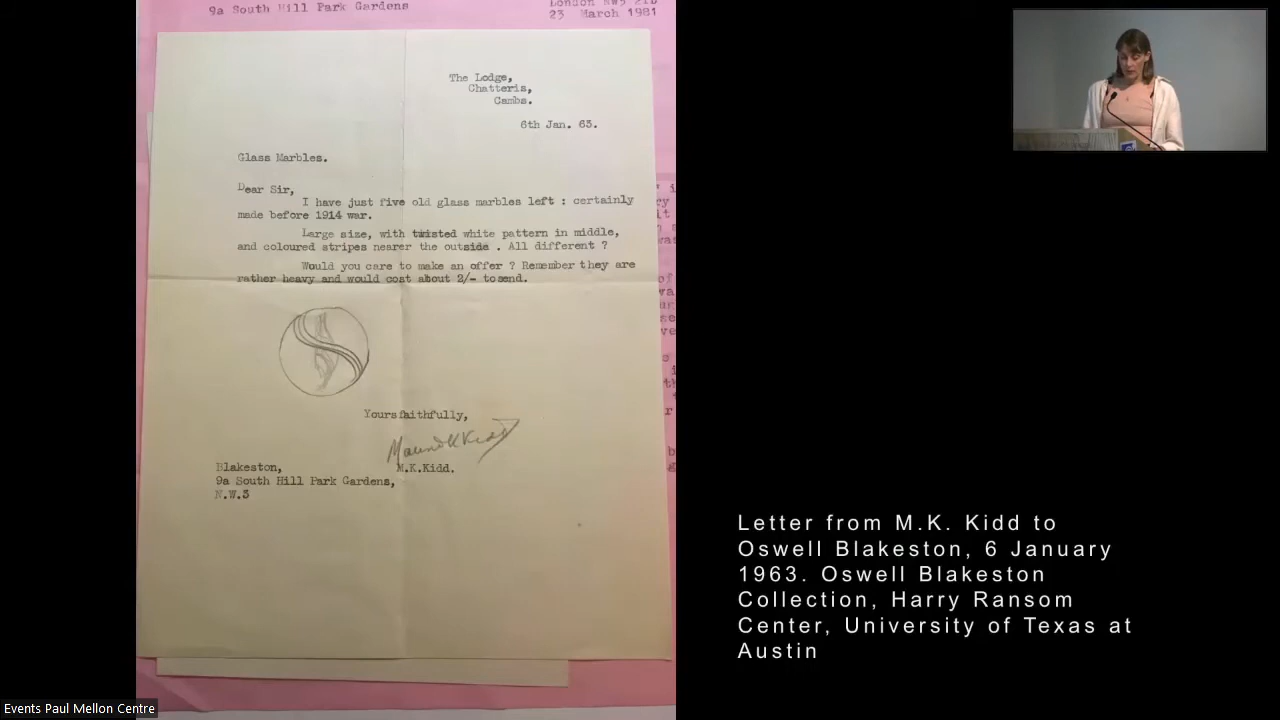 9a South Hill Park Gardens
London NW3 2TD
23 March 1981
The Lodge,
Chatteris,
Cambs.
6th Jan. 63.
Glass Marbles.
Dear Sir,
I have just five old glass marbles left : certainly
made before 1914 war.
Large size, with twisted white pattern in middle,
and coloured stripes nearer the outside . All different ?
Would you care to make an offer ? Remember they are
rather heavy and would cost about 2/- tosend.
Yours faithfully,
M.K.Kidd.
Blakeston,
9a South Hill Park Gardens,
N.W.3
Letter from M.K. Kidd to
Oswell Blakeston, 6 January
1963. Oswell Blakeston
Collection, Harry Ransom
Center, University of Texas at
Austin
Events Paul Mellon Centre